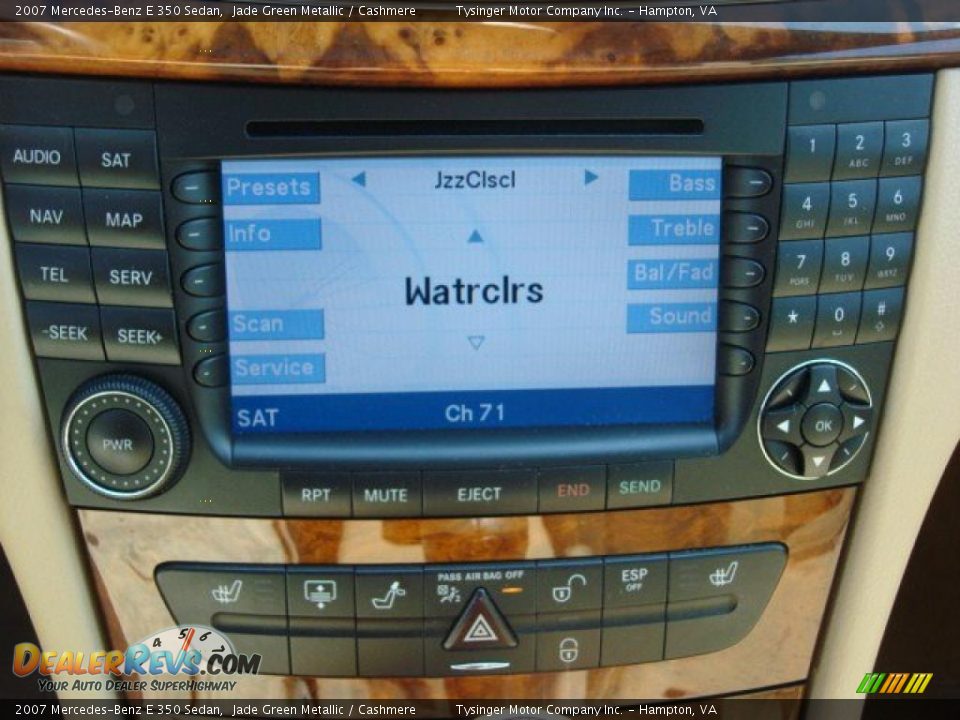 2007 Mercedes-Benz E 350 Sedan, Jade Green Metallic / Cashmere Tysinger Motor Company Inc. - Hampton, VA
AUDIO SAT
NAV MAP
TEL SERV
-SEEK SEEK+
PWR
Presets JzzClscl Bass
Info Treble
Watrclrs Bal/Fad
Scan Sound
Service
SAT Ch 71
1 2 ABC 3 DEF
4 GHI 5 JKL 6 MNO
7 PQRS 8 TUV 9 WXYZ
* 0 #
OK
RPT MUTE EJECT END SEND
PASS AIR BAG OFF
ESP OFF
4 5 6
DEALERREVS.COM
YOUR AUTO DEALER SUPERHIGHWAY
2007 Mercedes-Benz E 350 Sedan, Jade Green Metallic / Cashmere Tysinger Motor Company Inc. - Hampton, VA